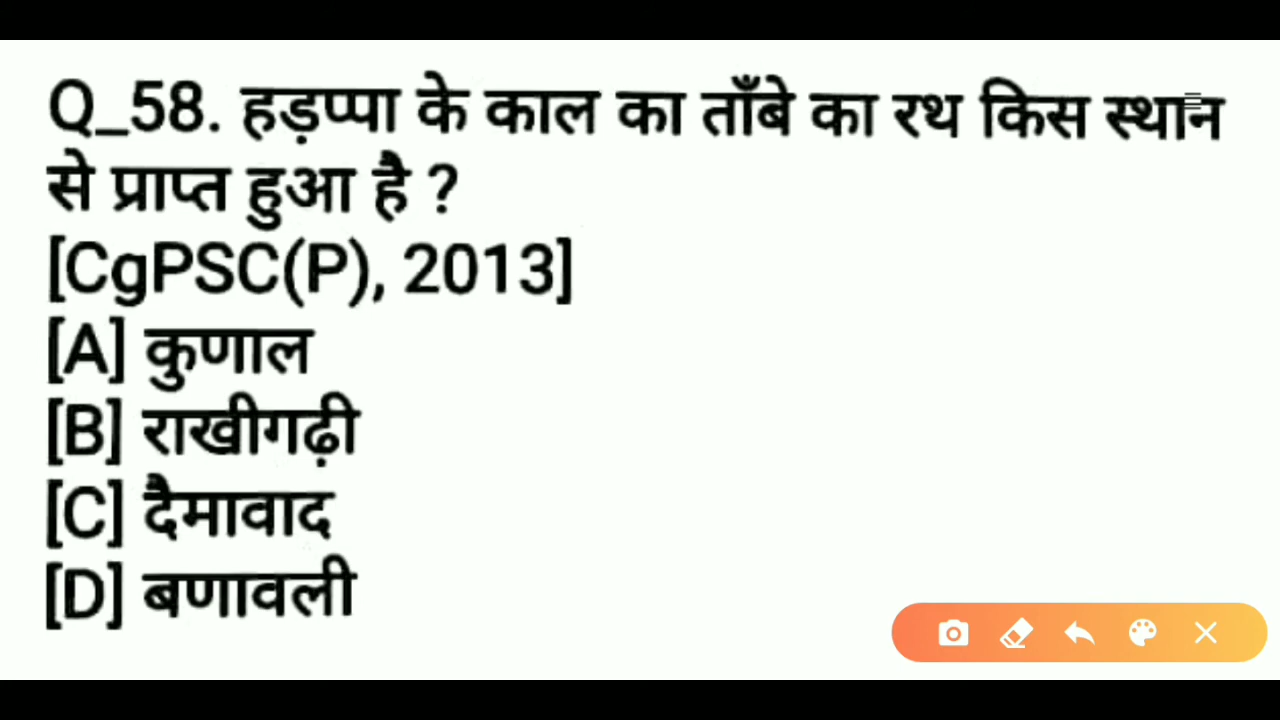 Q_58. हड़प्पा के काल का ताँबे का रथ किस स्थान
से प्राप्त हुआ है ?
[CgPSC(P), 2013]
[A] कुणाल
[B] राखीगढ़ी
[C] दैमावाद
[D] बणावली